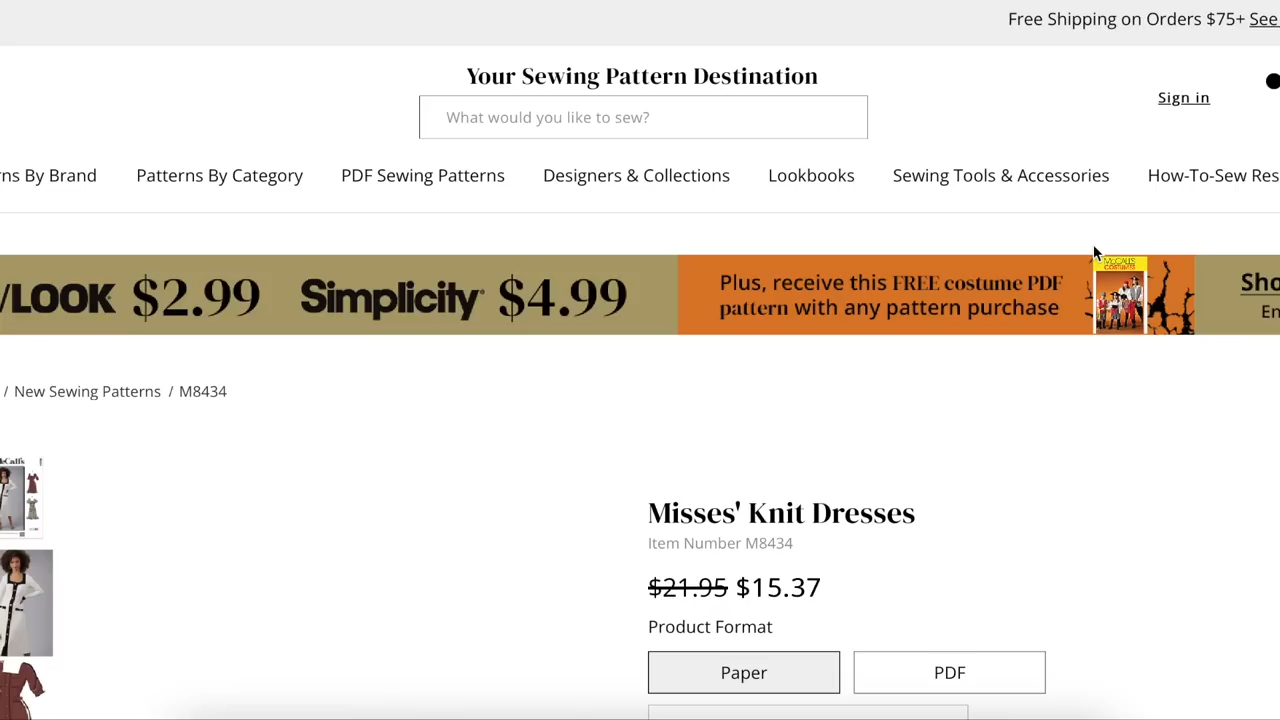 Free Shipping on Orders $75+ See
Your Sewing Pattern Destination
What would you like to sew?
Sign in
ns By Brand
Patterns By Category
PDF Sewing Patterns
Designers & Collections
Lookbooks
Sewing Tools & Accessories
How-To-Sew Res
LOOK $2.99
Simplicity $4.99
Plus, receive this FREE costume PDF
pattern with any pattern purchase
McCALL'S
COSTUMES
Sho
En
/ New Sewing Patterns / M8434
Misses' Knit Dresses
Item Number M8434
$21.95 $15.37
Product Format
Paper
PDF